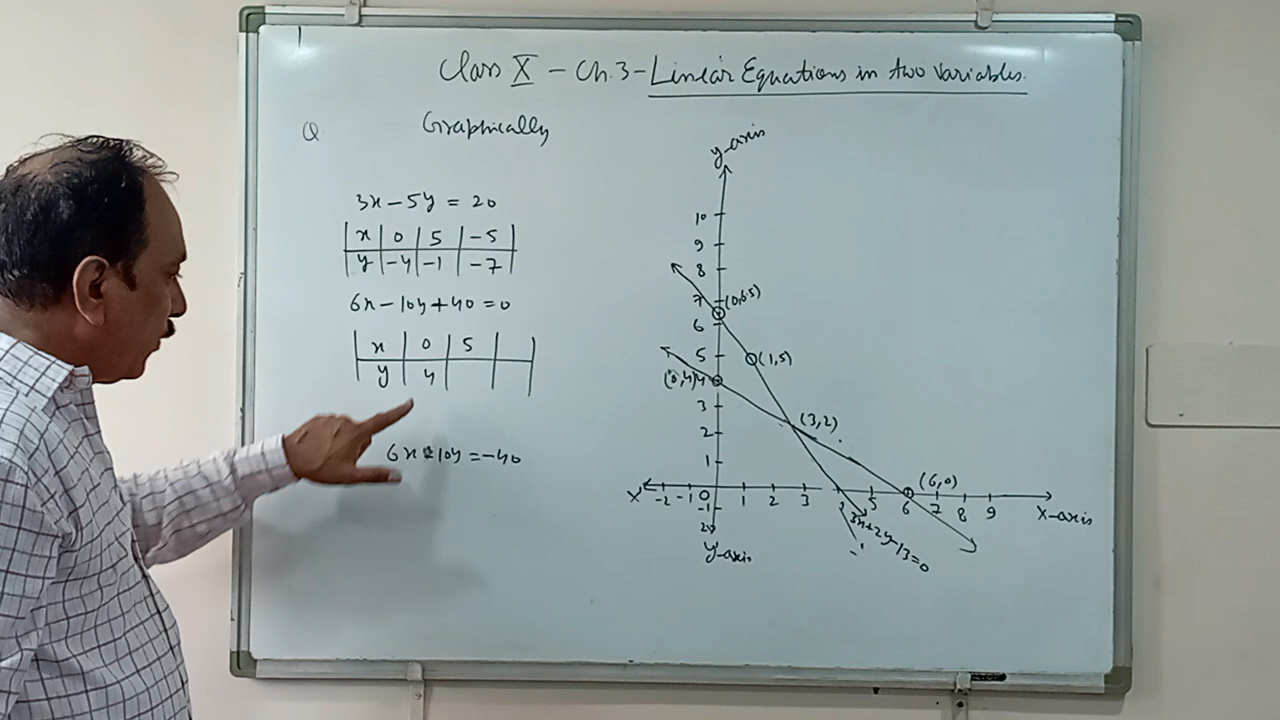 Class X - Ch.3 - Linear Equations in two variables.
Q. Graphically
3x - 5y = 20
x 0 5 -5
y -4 -1 -7
6x - 10y + 40 = 0
x 0 5
y 4
6x - 10y = -40
y-axis
10
9
8
7 (0,6.5)
6
5 (1,5)
(0,4) 4
3 (3,2)
2
1
(6,0)
X' -2 -1 0 1 2 3 5 6 7 8 9 X-axis
-1
-2
3x+2y-13=0
y'-axis